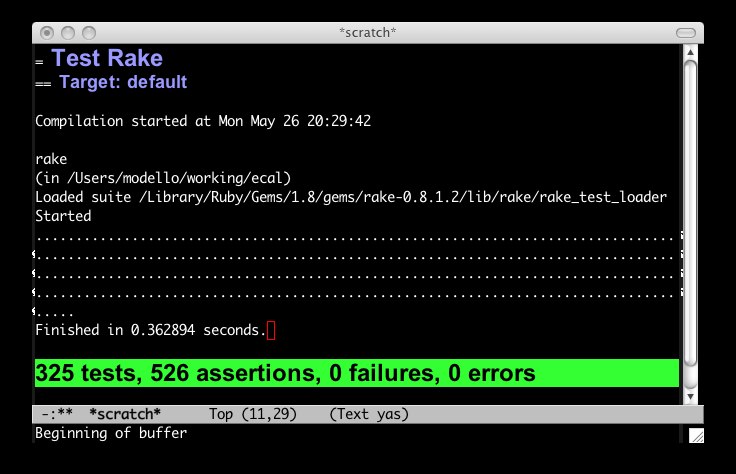 *scratch*
= Test Rake
== Target: default
Compilation started at Mon May 26 20:29:42
rake
(in /Users/modello/working/ecal)
Loaded suite /Library/Ruby/Gems/1.8/gems/rake-0.8.1.2/lib/rake/rake_test_loader
Started
................................................................................
................................................................................
................................................................................
................................................................................
.....
Finished in 0.362894 seconds.
325 tests, 526 assertions, 0 failures, 0 errors
-:** *scratch* Top (11,29) (Text yas)
Beginning of buffer